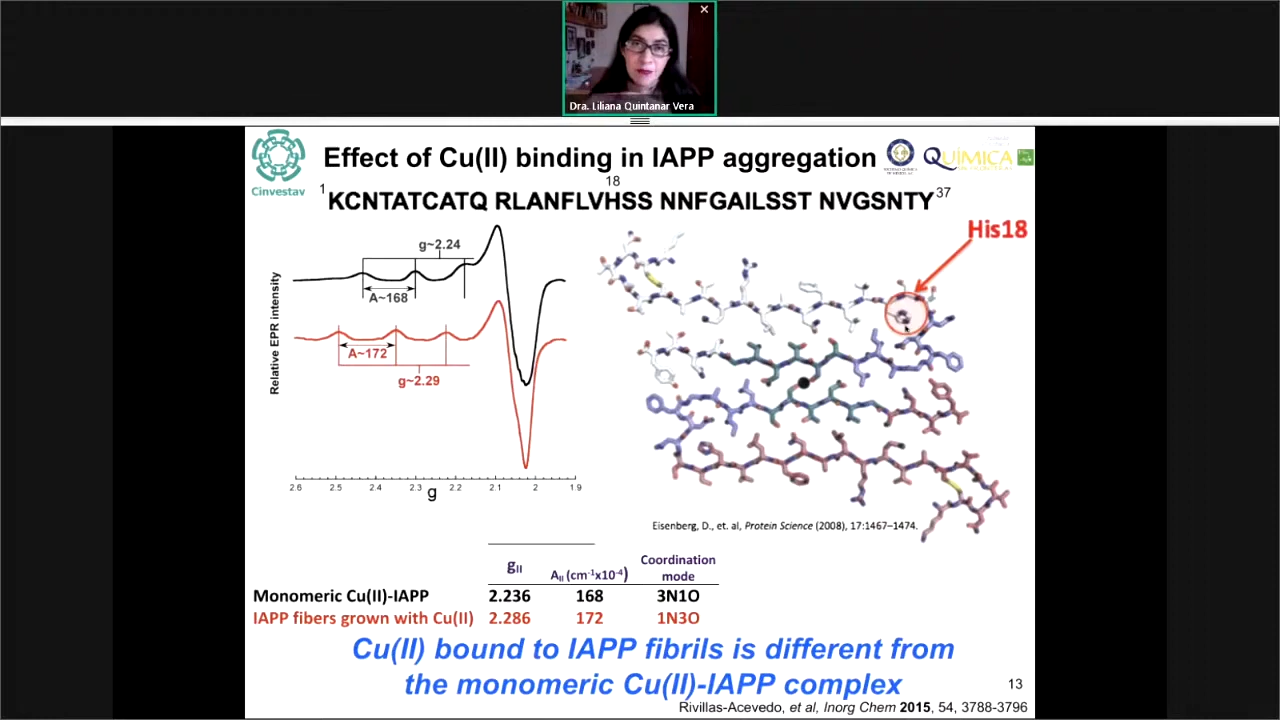 Dra. Liliana Quintanar Vera
Cinvestav
Effect of Cu(II) binding in IAPP aggregation
QUÍMICA
18
1KCNTATCATQ RLANFLVHSS NNFGAILSST NVGSNTY37
His18
Relative EPR intensity
g~2.24
A~168
A~172
g~2.29
2.6 2.5 2.4 2.3 2.2 2.1 2 1.9
g
Eisenberg, D., et. al, Protein Science (2008), 17:1467–1474.
gII AII (cm-1x10-4) Coordination mode
Monomeric Cu(II)-IAPP 2.236 168 3N1O
IAPP fibers grown with Cu(II) 2.286 172 1N3O
Cu(II) bound to IAPP fibrils is different from
the monomeric Cu(II)-IAPP complex
13
Rivillas-Acevedo, et al, Inorg Chem 2015, 54, 3788-3796